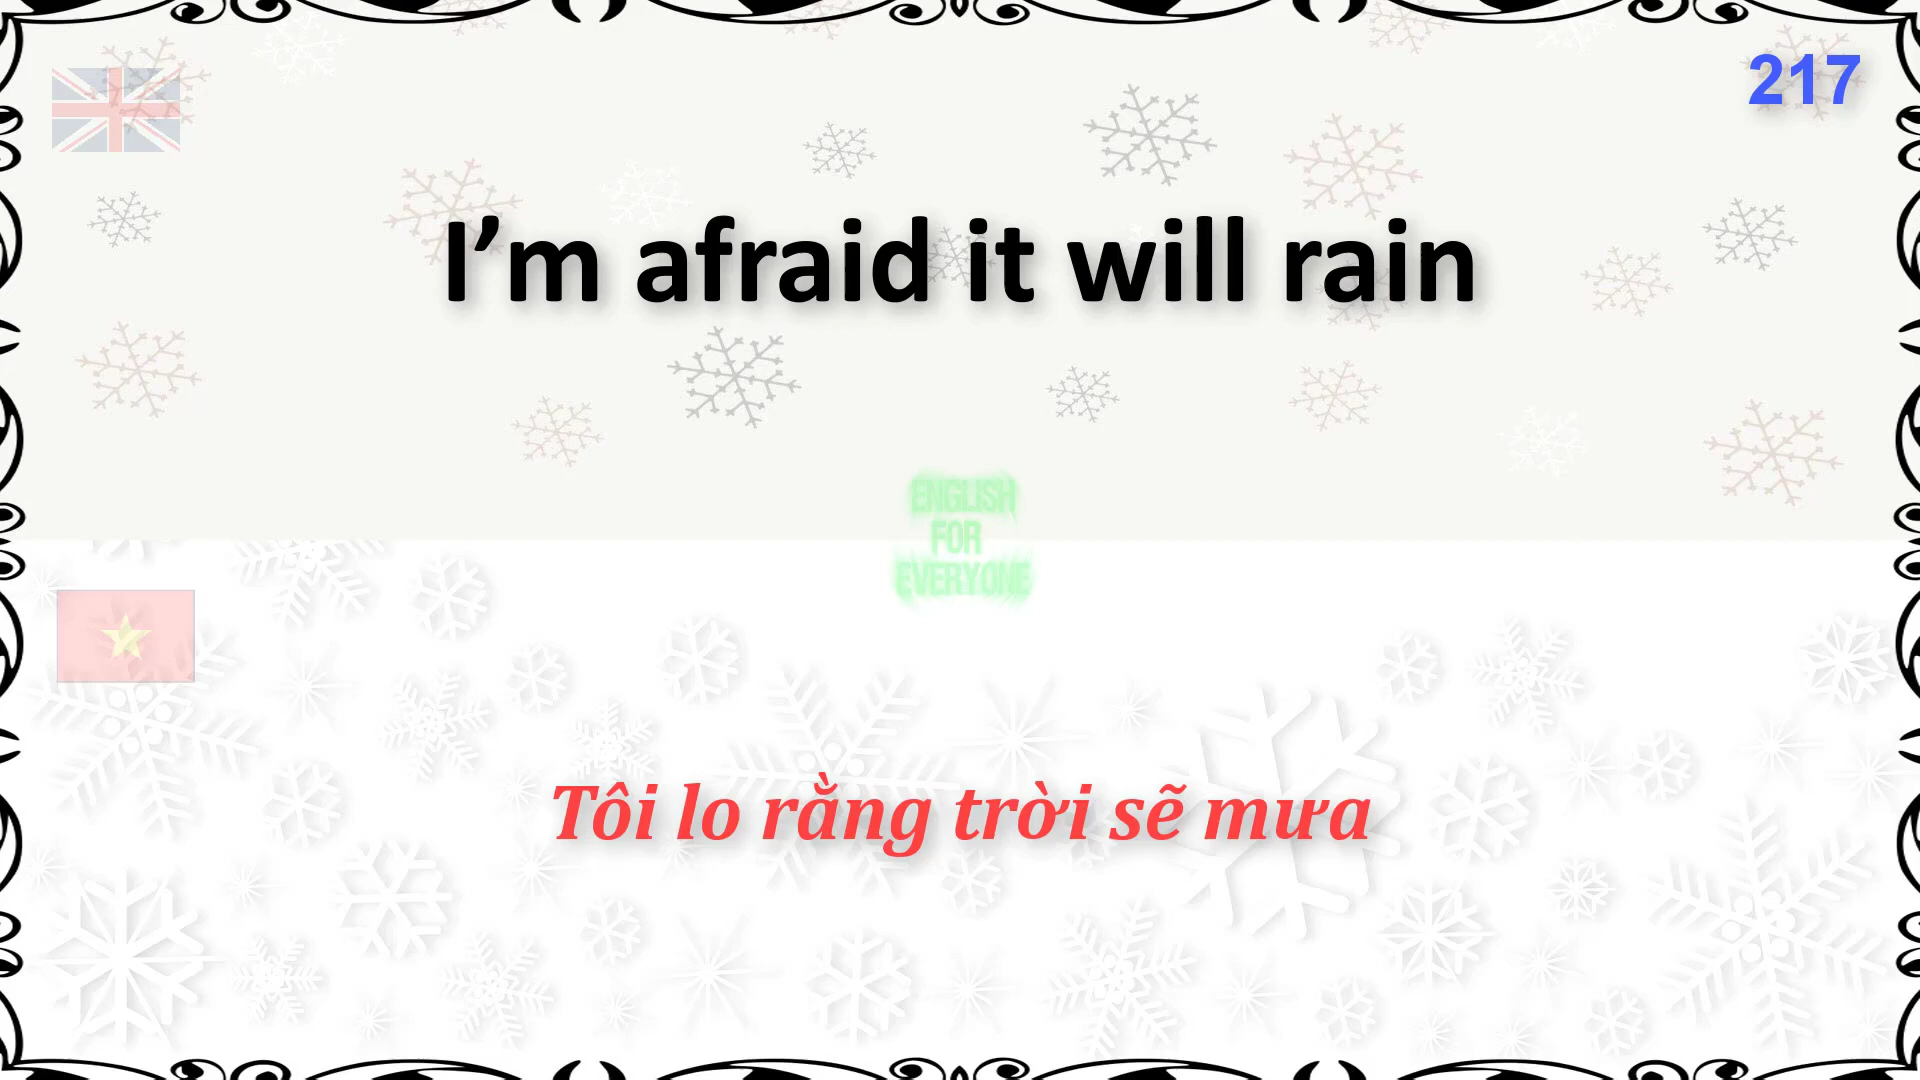 217
I’m afraid it will rain
ENGLISH
FOR
EVERYONE
Tôi lo rằng trời sẽ mưa